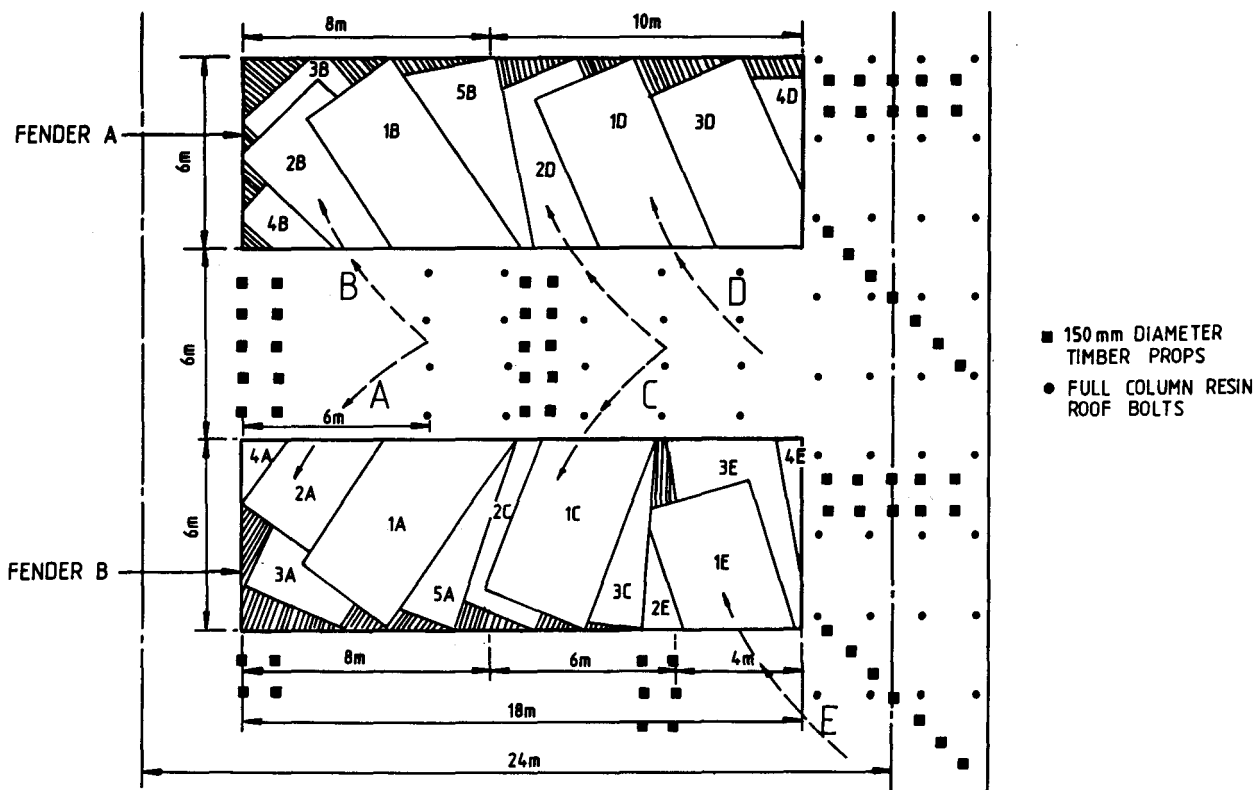 8m
10m
3B
5B
4D
1B
1D
3D
FENDER A
6m
2B
2D
4B
B
D
150mm DIAMETER
TIMBER PROPS
6m
FULL COLUMN RESIN
ROOF BOLTS
A
C
6m
4A
3E
4E
2A
2C
1A
1C
6m
1E
FENDER B
3A
5A
3C
2E
8m
6m
4m
18m
E
24m